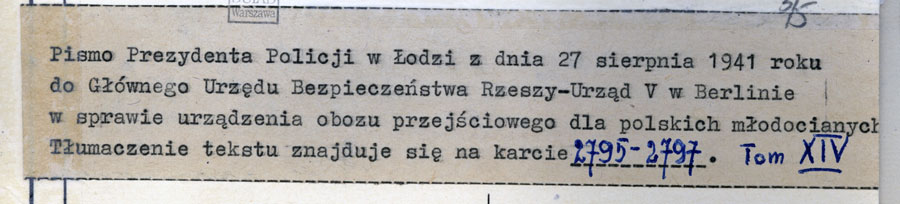 Warszawa
25
Pismo Prezydenta Policji w Łodzi z dnia 27 sierpnia 1941 roku
do Głównego Urzędu Bezpieczeństwa Rzeszy-Urząd V w Berlinie
w sprawie urządzenia obozu przejściowego dla polskich młodocianych
Tłumaczenie tekstu znajduje się na karcie 2795-2797. Tom XIV